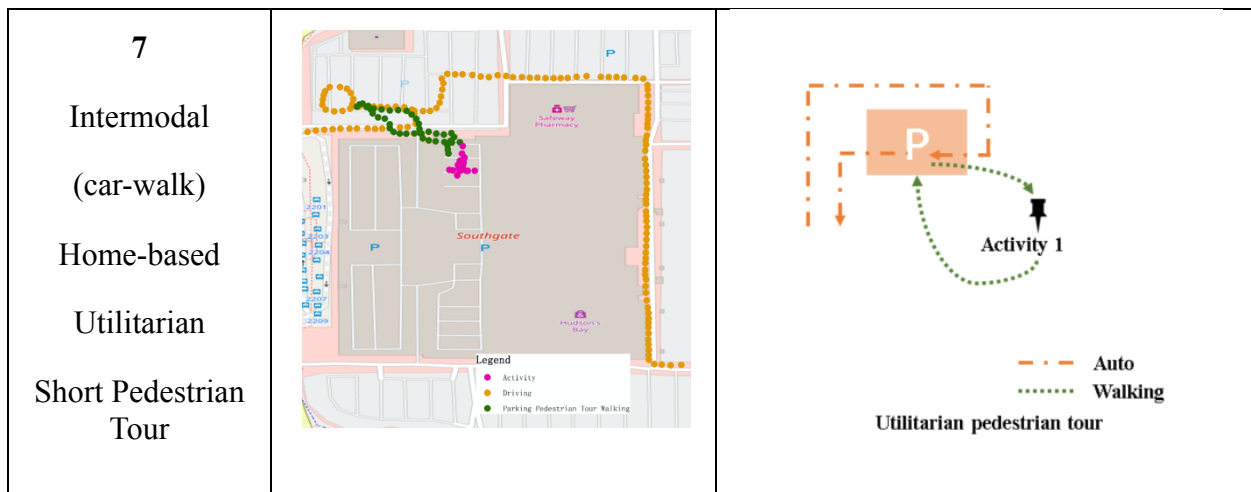 7
Intermodal
(car-walk)
Home-based
Utilitarian
Short Pedestrian
Tour
P
P
Safeway
Pharmacy
2201
2203
2204
2207
2209
Southgate
P
P
Hudson's
Bay
Legend
Activity
Driving
Parking Pedestrian Tour Walking
P
Activity 1
Auto
Walking
Utilitarian pedestrian tour